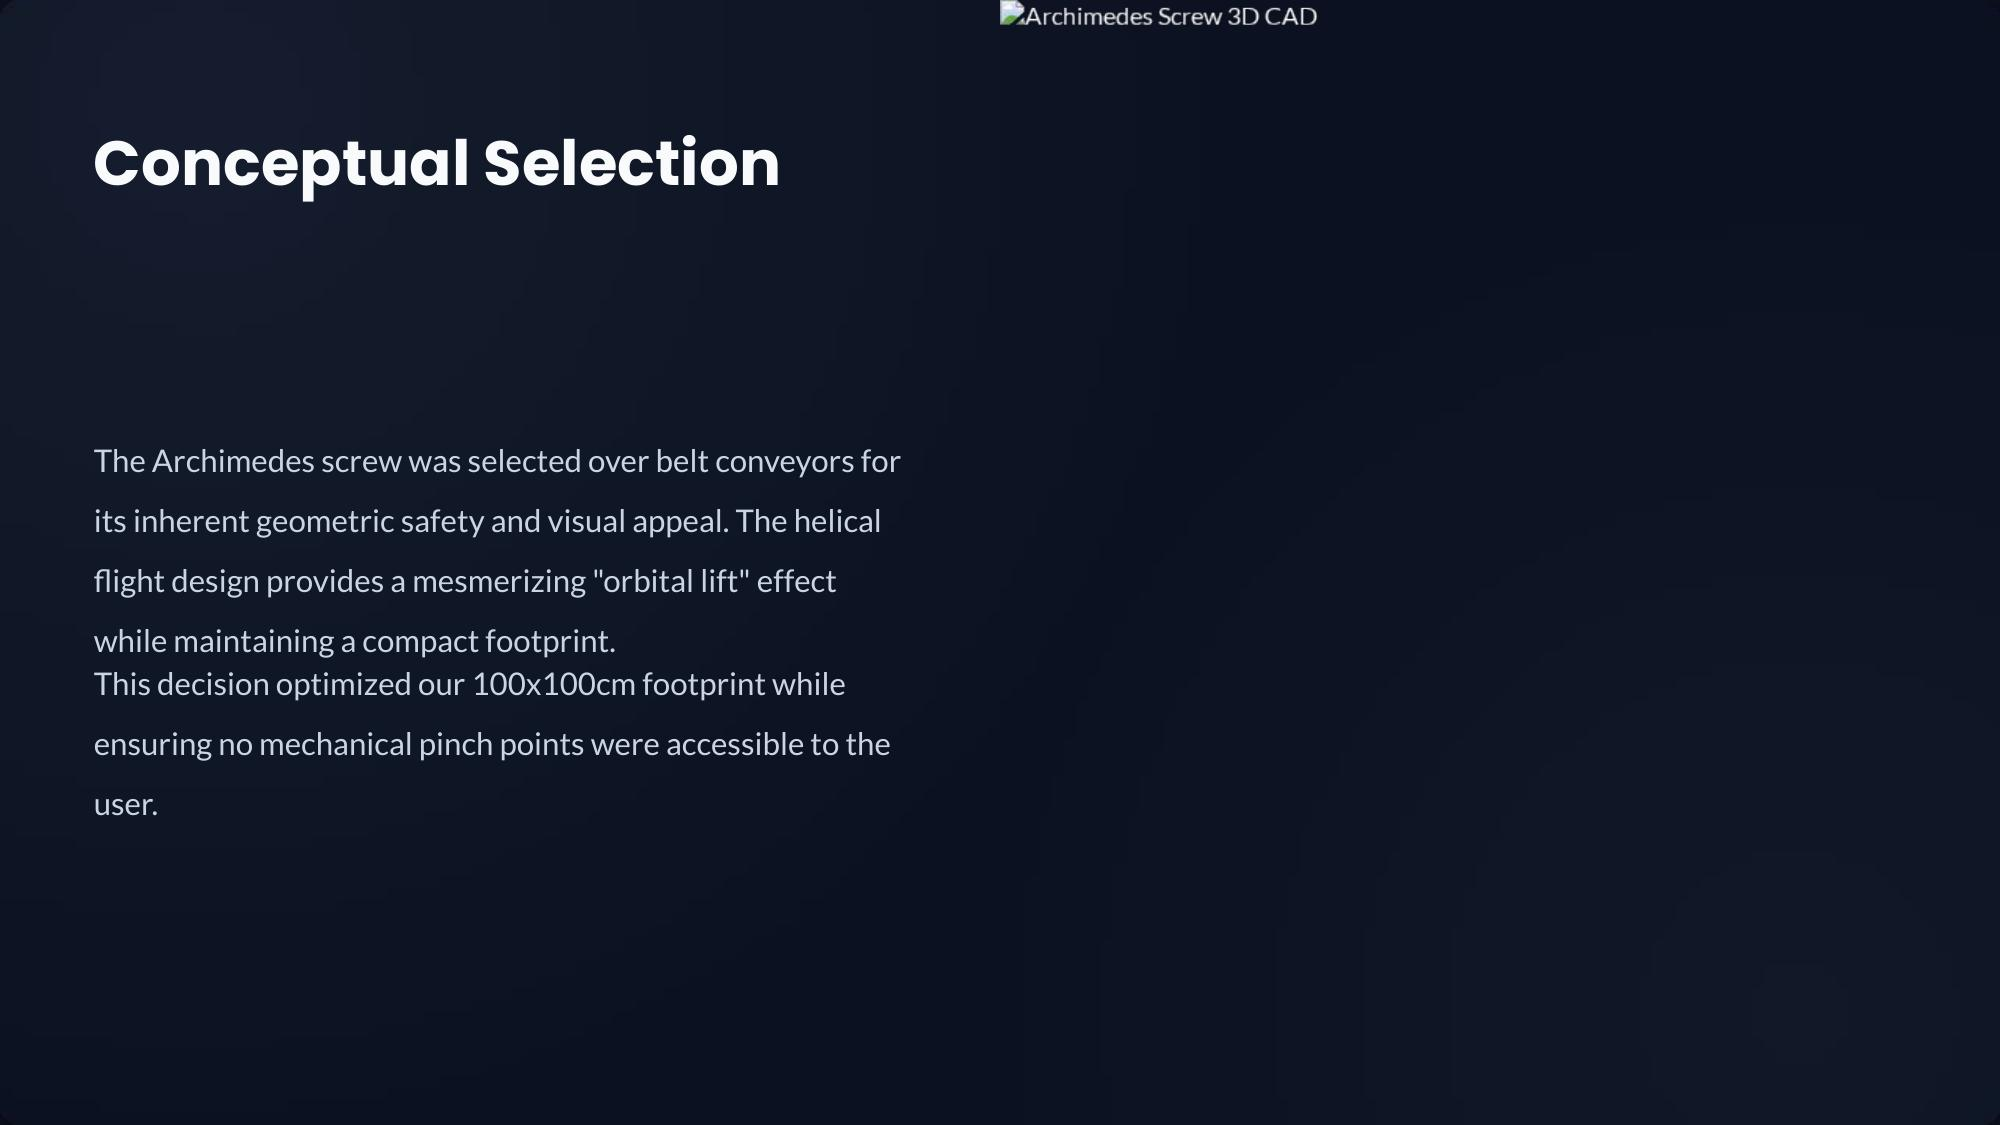 Archimedes Screw 3D CAD
Conceptual Selection
The Archimedes screw was selected over belt conveyors for
its inherent geometric safety and visual appeal. The helical
flight design provides a mesmerizing "orbital lift" effect
while maintaining a compact footprint.
This decision optimized our 100x100cm footprint while
ensuring no mechanical pinch points were accessible to the
user.